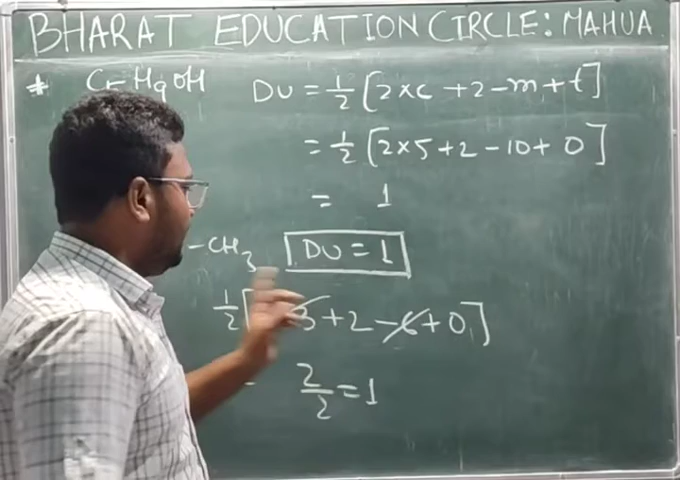 BHARAT EDUCATION CIRCLE: MAHUA
* C5H9OH DU = 1/2 [2×c + 2 - m + t]
= 1/2 [2×5 + 2 - 10 + 0]
= 1
-CH3 DU = 1
1/2 [ + 2 - 6 + 0]
2/2 = 1